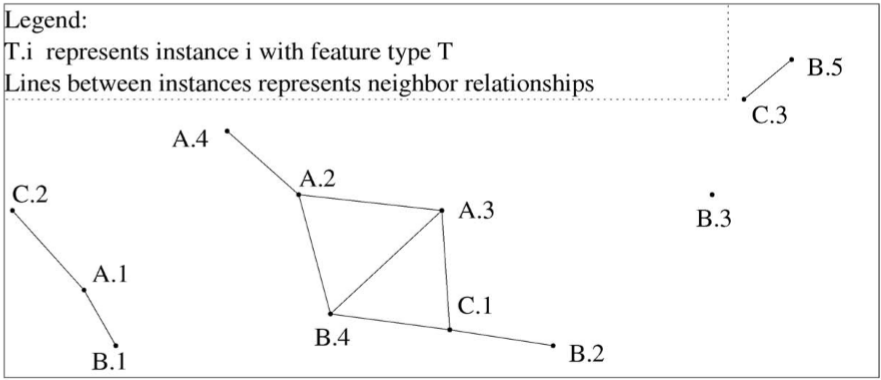 Legend:
T.i represents instance i with feature type T
Lines between instances represents neighbor relationships
B.5
C.3
A.4
A.2
C.2
A.3
B.3
A.1
C.1
B.4
B.2
B.1